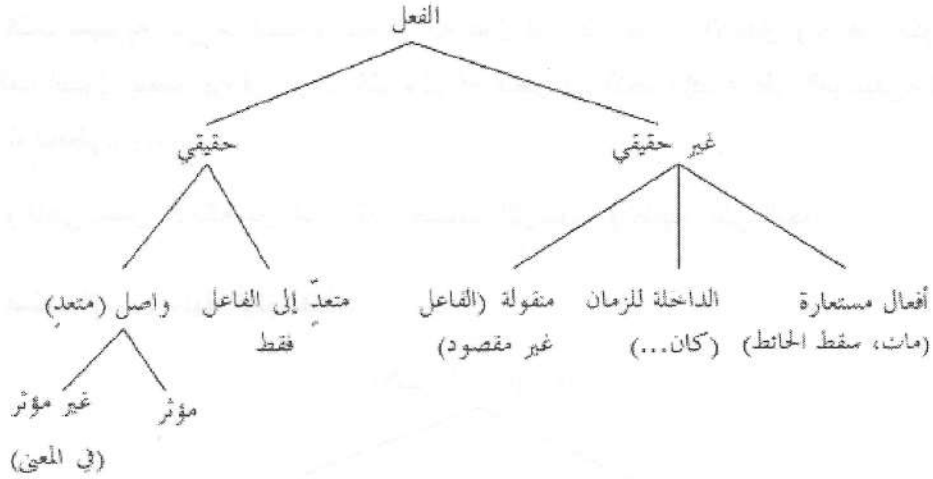 الفعل
غير حقيقي
حقيقي
أفعال مستعارة
(مات، سقط الحائط)
الداخلة للزمان
(كان...)
منقولة (الفاعل
غير مقصود)
متعدٍّ إلى الفاعل
فقط
واصل (متعدٍ)
مؤثر
غير مؤثر
(في المعنى)